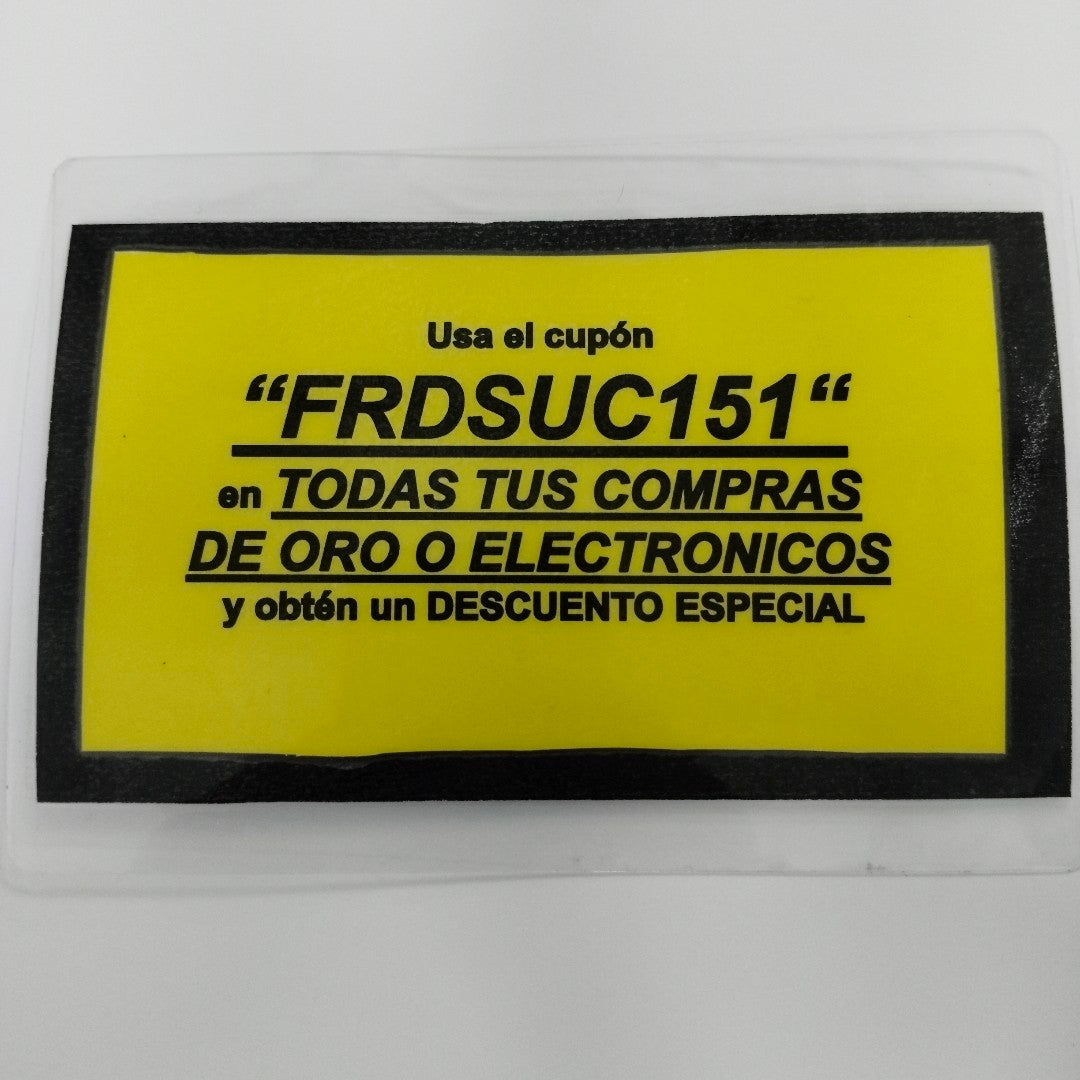 Usa el cupón
“FRDSUC151“
en TODAS TUS COMPRAS
DE ORO O ELECTRONICOS
y obtén un DESCUENTO ESPECIAL